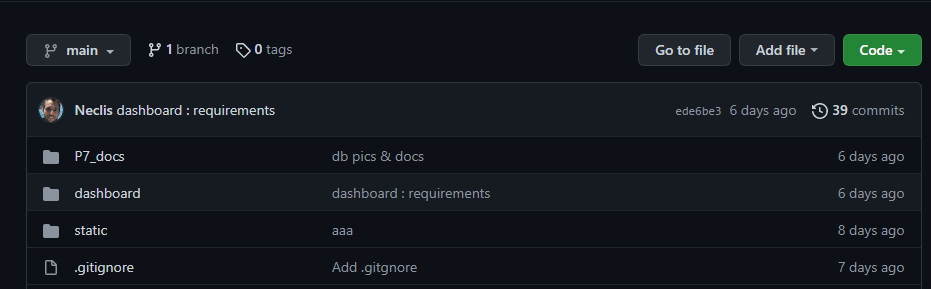 main 1 branch 0 tags Go to file Add file Code
Neclis dashboard : requirements ede6be3 6 days ago 39 commits
P7_docs db pics & docs 6 days ago
dashboard dashboard : requirements 6 days ago
static aaa 8 days ago
.gitignore Add .gitgnore 7 days ago